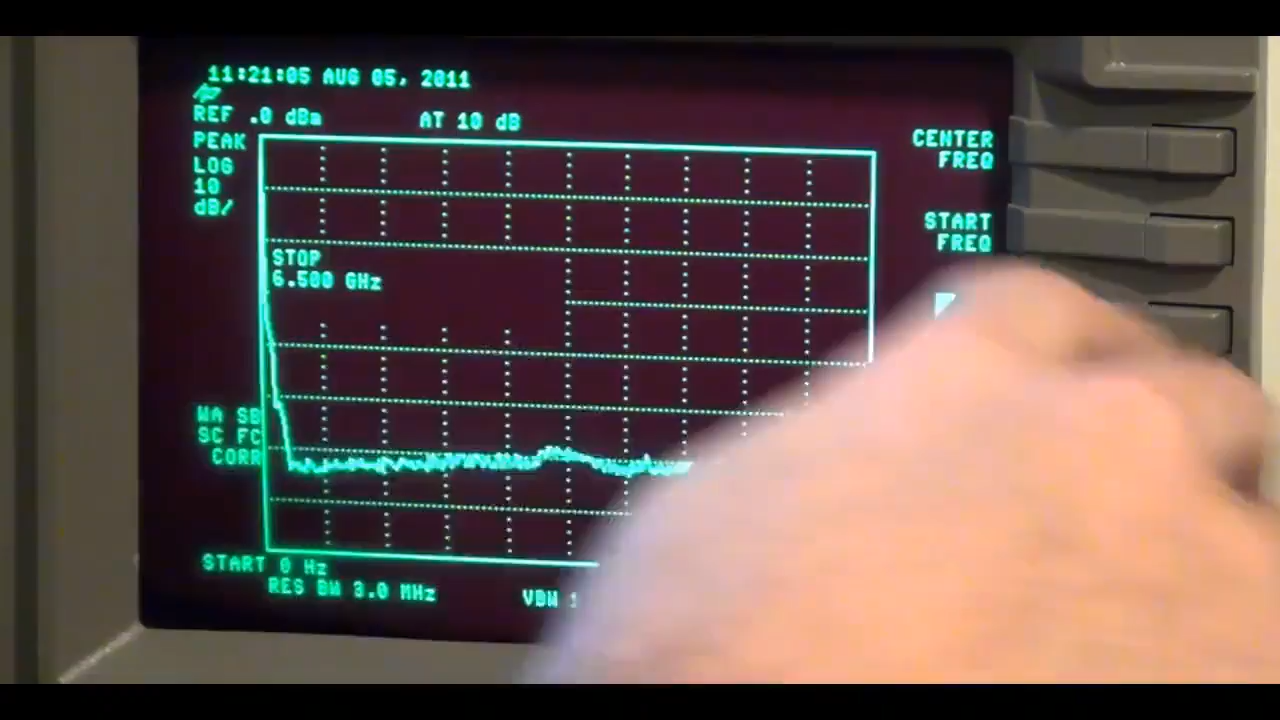 11:21:05 AUG 05, 2011
REF .0 dBm AT 10 dB
PEAK
LOG
10
dB/
CENTER
FREQ
START
FREQ
STOP
6.500 GHz
WA SB
SC FC
CORR
START 0 Hz
RES BW 3.0 MHz VBW 1